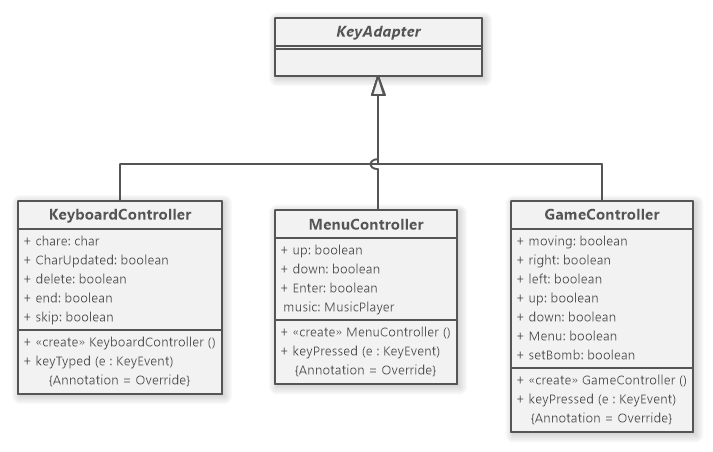 KeyAdapter
KeyboardController
+ chare: char
+ CharUpdated: boolean
+ delete: boolean
+ end: boolean
+ skip: boolean
+ «create» KeyboardController ()
+ keyTyped (e : KeyEvent)
{Annotation = Override}
MenuController
+ up: boolean
+ down: boolean
+ Enter: boolean
music: MusicPlayer
+ «create» MenuController ()
+ keyPressed (e : KeyEvent)
{Annotation = Override}
GameController
+ moving: boolean
+ right: boolean
+ left: boolean
+ up: boolean
+ down: boolean
+ Menu: boolean
+ setBomb: boolean
+ «create» GameController ()
+ keyPressed (e : KeyEvent)
{Annotation = Override}